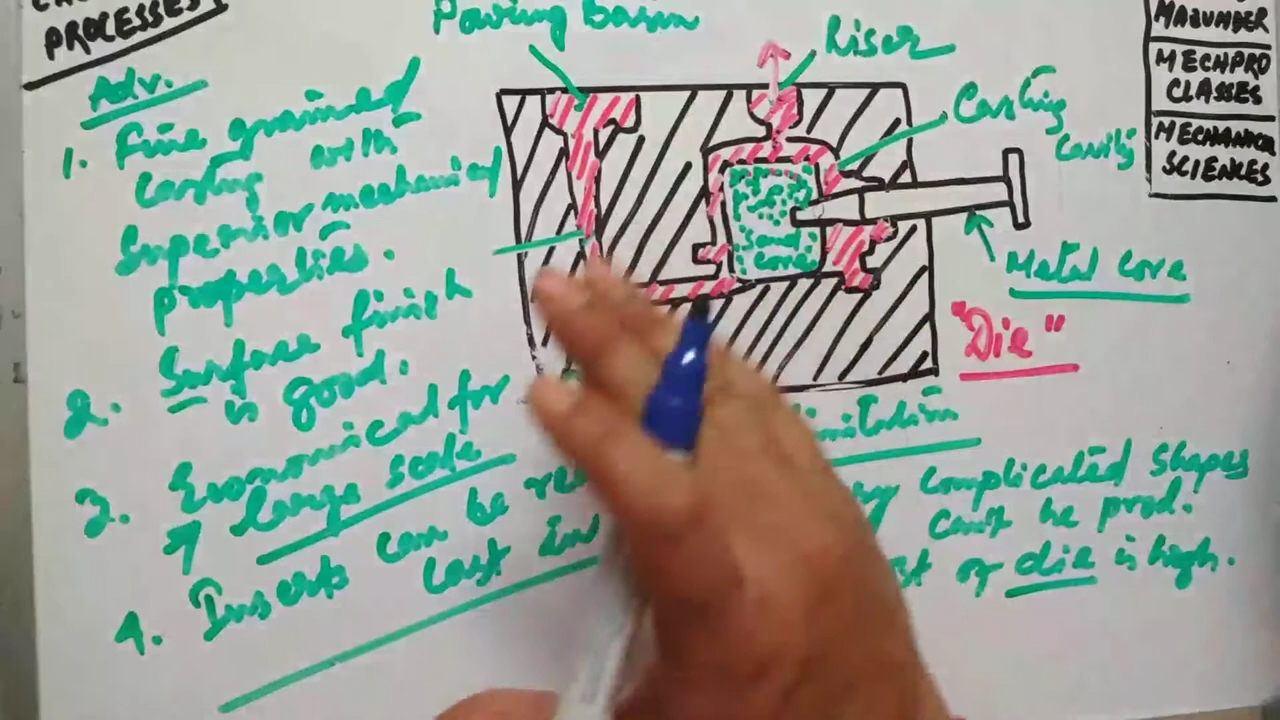 PROCESSES
MAZUMDER
MECHPRO
CLASSES
MECHANICAL
SCIENCES
Pouring Basin
Riser
Casting
Cavity
Metal core
"Die"
Sand
core
Adv.
1. Fine grained
casting with
superior mechanical
properties.
2. Surface finish
is good.
3. Economical for
large scale
4. Inserts can be
cast
complicated shapes
can't be prod.
of die is high.